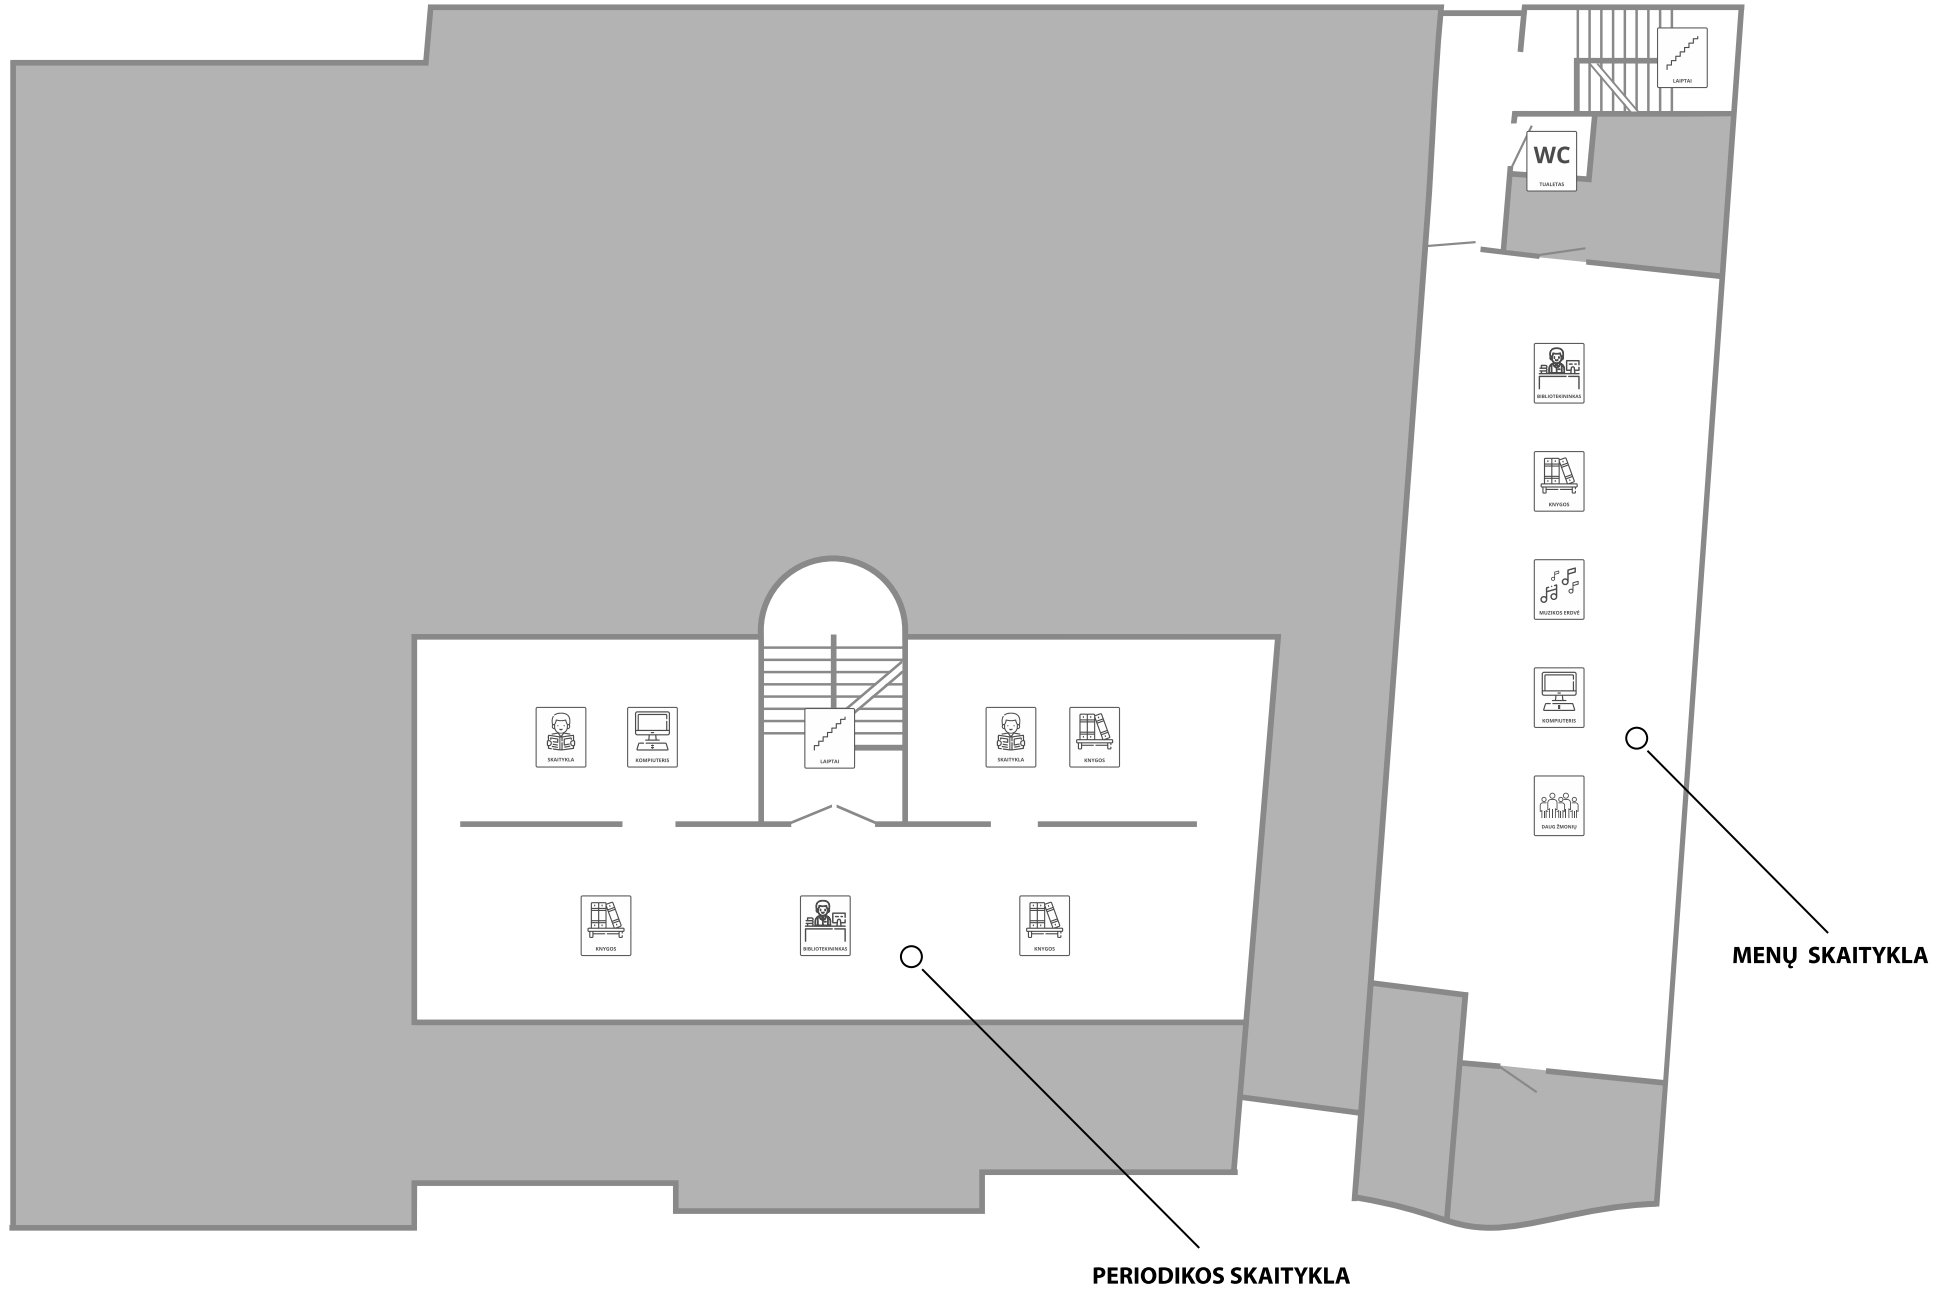 LAIPTAI
WC
TUALETAS
BIBLIOTEKININKAS
KNYGOS
MUZIKOS ERDVĖ
KOMPIUTERIS
DAUG ŽMONIŲ
SKAITYKLA
KOMPIUTERIS
LAIPTAI
SKAITYKLA
KNYGOS
KNYGOS
BIBLIOTEKININKAS
KNYGOS
MENŲ SKAITYKLA
PERIODIKOS SKAITYKLA